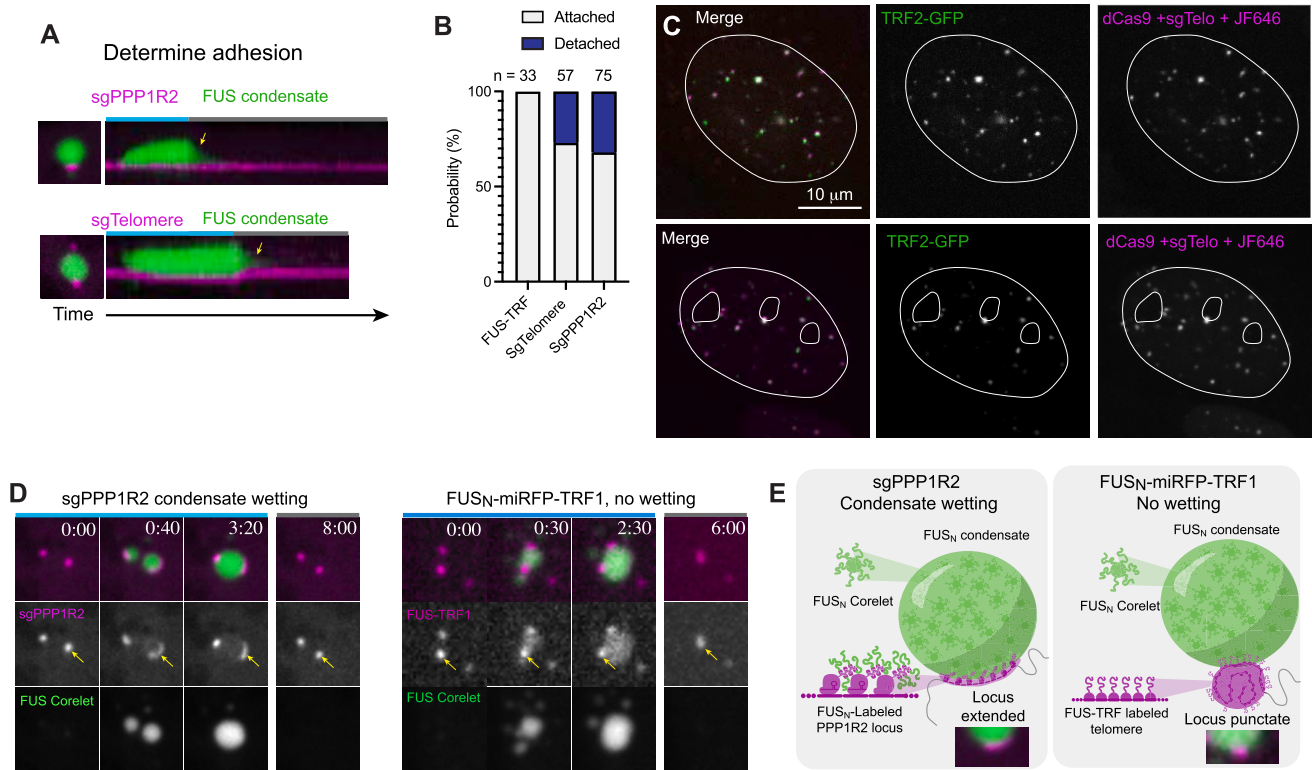 A
Determine adhesion
sgPPP1R2 FUS condensate
sgTelomere FUS condensate
Time
B
Attached
Detached
n = 33 57 75
100
50
0
Probability (%)
FUS-TRF
SgTelomere
SgPPP1R2
C
Merge
TRF2-GFP
dCas9 +sgTelo + JF646
10 μm
Merge
TRF2-GFP
dCas9 +sgTelo + JF646
D
sgPPP1R2 condensate wetting
0:00 0:40 3:20 8:00
sgPPP1R2
FUS Corelet
FUSN-miRFP-TRF1, no wetting
0:00 0:30 2:30 6:00
FUS-TRF1
FUS Corelet
E
sgPPP1R2
Condensate wetting
FUSN condensate
FUSN Corelet
FUSN-Labeled
PPP1R2 locus
Locus
extended
FUSN-miRFP-TRF1
No wetting
FUSN condensate
FUSN Corelet
FUS-TRF labeled
telomere
Locus punctate